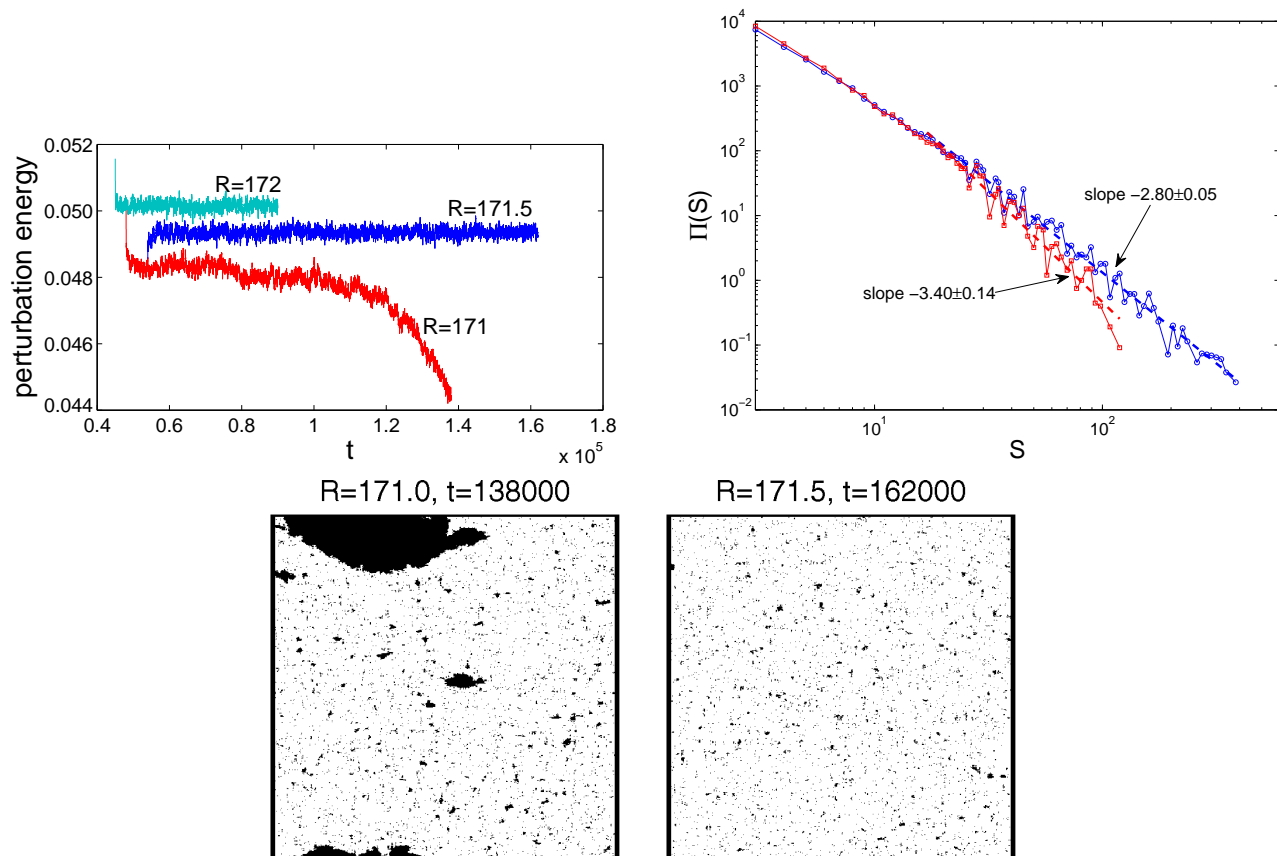 perturbation energy
0.052
0.050
0.048
0.046
0.044
R=172
R=171.5
R=171
0.4
0.6
0.8
1
1.2
1.4
1.6
1.8
x 10^5
t
Π(S)
10^4
10^3
10^2
10^1
10^0
10^−1
10^−2
slope −2.80±0.05
slope −3.40±0.14
10^1
10^2
S
R=171.0, t=138000
R=171.5, t=162000